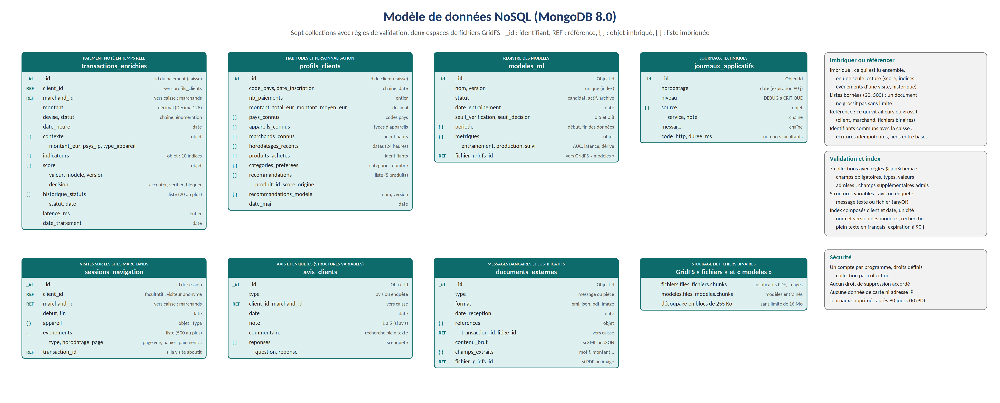 Modèle de données NoSQL (MongoDB 8.0)
Sept collections avec règles de validation, deux espaces de fichiers GridFS - _id : identifiant, REF : référence, { } : objet imbriqué, [ ] : liste imbriquée
PAIEMENT NOTÉ EN TEMPS RÉEL
transactions_enrichies
_id _id id du paiement (caisse)
REF client_id vers profils_clients
REF marchand_id vers caisse : marchands
montant décimal (Decimal128)
devise, statut chaîne, énumération
date_heure date
{ } contexte objet
montant_eur, pays_ip, type_appareil
{ } indicateurs objet : 10 indices
{ } score objet
valeur, modele, version
decision accepter, verifier, bloquer
[ ] historique_statuts liste (20 au plus)
statut, date
latence_ms entier
date_traitement date
HABITUDES ET PERSONNALISATION
profils_clients
_id _id id du client (caisse)
code_pays, date_inscription chaîne, date
nb_paiements entier
montant_total_eur, montant_moyen_eur décimal
[ ] pays_connus codes pays
[ ] appareils_connus types d'appareils
[ ] marchands_connus identifiants
[ ] horodatages_recents dates (24 heures)
[ ] produits_achetes identifiants
{ } categories_preferees catégorie : nombre
[ ] recommandations liste (5 produits)
produit_id, score, origine
{ } recommandations_modele nom, version
date_maj date
REGISTRE DES MODÈLES
modeles_ml
_id _id ObjectId
nom, version unique (index)
statut candidat, actif, archive
date_entrainement date
seuil_verification, seuil_decision 0,5 et 0,8
{ } periode début, fin des données
{ } metriques objet
entraînement, production, suivi AUC, latence, dérive
REF fichier_gridfs_id vers GridFS « modeles »
JOURNAUX TECHNIQUES
journaux_applicatifs
_id _id ObjectId
horodatage date (expiration 90 j)
niveau DEBUG à CRITIQUE
{ } source objet
service, hote chaîne
message chaîne
code_http, duree_ms nombres facultatifs
Imbriquer ou référencer
Imbriqué : ce qui est lu ensemble,
en une seule lecture (score, indices,
événements d'une visite, historique)
Listes bornées (20, 500) : un document
ne grossit pas sans limite
Référencé : ce qui vit ailleurs ou grossit
(client, marchand, fichiers binaires)
Identifiants communs avec la caisse :
écritures idempotentes, liens entre bases
Validation et index
7 collections avec règles $jsonSchema :
champs obligatoires, types, valeurs
admises ; champs supplémentaires admis
Structures variables : avis ou enquête,
message texte ou fichier (anyOf)
Index composés client et date, unicité
nom et version des modèles, recherche
plein texte en français, expiration à 90 j
VISITES SUR LES SITES MARCHANDS
sessions_navigation
_id _id id de session
REF client_id facultatif : visiteur anonyme
REF marchand_id vers caisse : marchands
debut, fin date
{ } appareil objet : type
[ ] evenements liste (500 au plus)
type, horodatage, page page vue, panier, paiement...
REF transaction_id si la visite aboutit
AVIS ET ENQUÊTES (STRUCTURES VARIABLES)
avis_clients
_id _id ObjectId
type avis ou enquête
REF client_id, marchand_id vers caisse
date date
note 1 à 5 (si avis)
commentaire recherche plein texte
[ ] reponses si enquête
question, reponse
MESSAGES BANCAIRES ET JUSTIFICATIFS
documents_externes
_id _id ObjectId
type message ou pièce
format xml, json, pdf, image
date_reception date
{ } references objet
REF transaction_id, litige_id vers caisse
contenu_brut si XML ou JSON
{ } champs_extraits motif, montant...
REF fichier_gridfs_id si PDF ou image
STOCKAGE DE FICHIERS BINAIRES
GridFS « fichiers » et « modeles »
fichiers.files, fichiers.chunks justificatifs PDF, images
modeles.files, modeles.chunks modèles entraînés
découpage en blocs de 255 Ko sans limite de 16 Mo
Sécurité
Un compte par programme, droits définis
collection par collection
Aucun droit de suppression accordé
Aucune donnée de carte ni adresse IP
Journaux supprimés après 90 jours (RGPD)